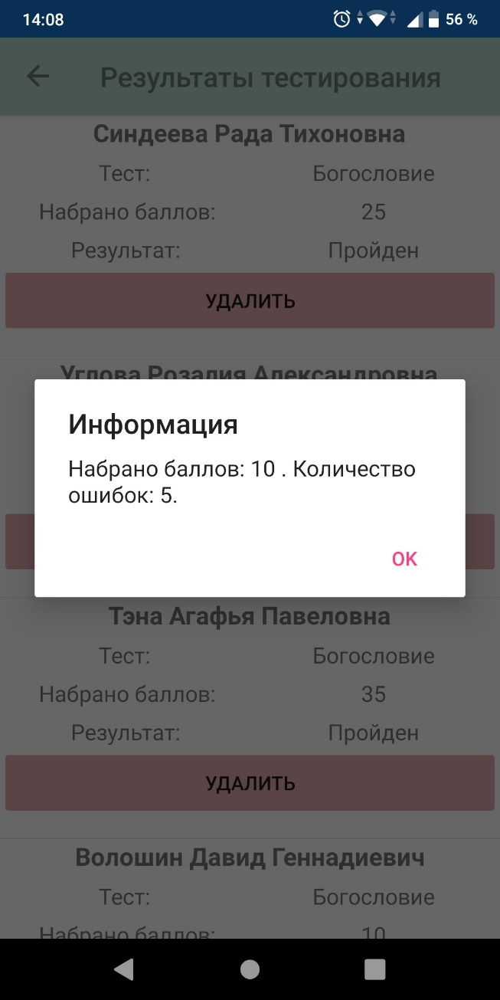 14:08
56 %
Результаты тестирования
Синдеева Рада Тихоновна
Тест: Богословие
Набрано баллов: 25
Результат: Пройден
УДАЛИТЬ
Углова Розалия Александровна
Информация
Набрано баллов: 10 . Количество
ошибок: 5.
OK
Тэна Агафья Павеловна
Тест: Богословие
Набрано баллов: 35
Результат: Пройден
УДАЛИТЬ
Волошин Давид Геннадиевич
Тест: Богословие
Набрано баллов: 10